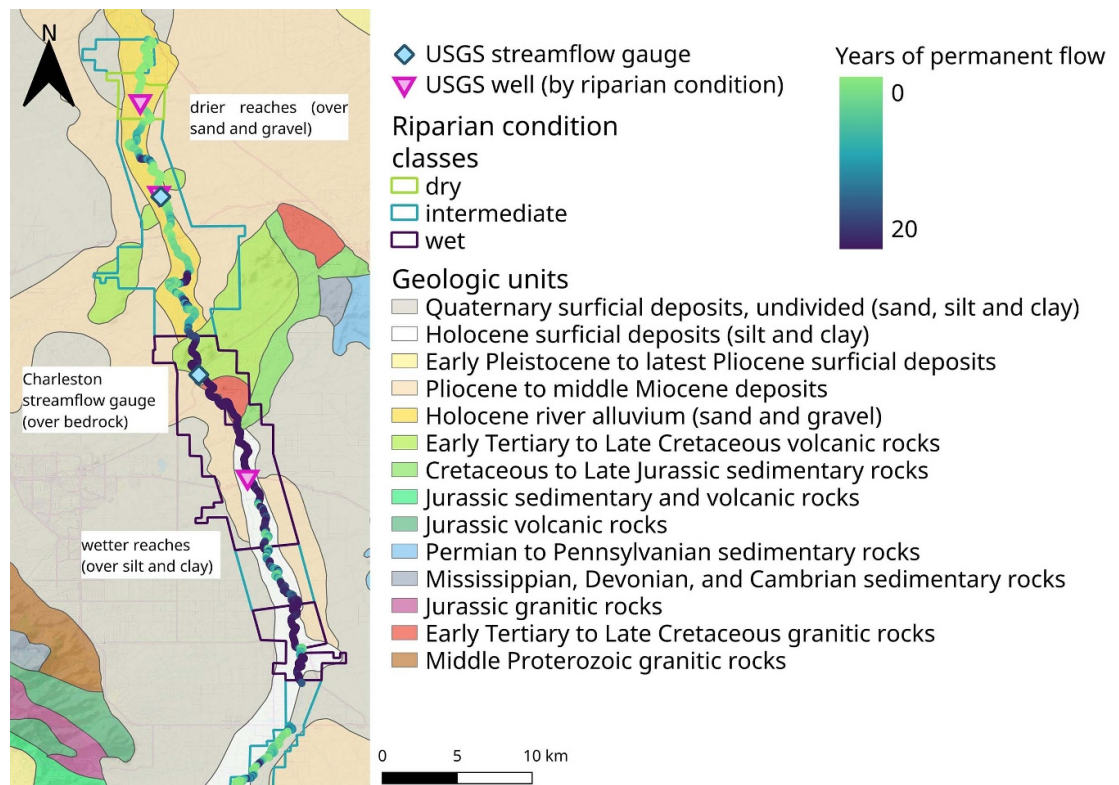 N
drier reaches (over
sand and gravel)
Charleston
streamflow gauge
(over bedrock)
wetter reaches
(over silt and clay)
USGS streamflow gauge
USGS well (by riparian condition)
Riparian condition
classes
dry
intermediate
wet
Geologic units
Quaternary surficial deposits, undivided (sand, silt and clay)
Holocene surficial deposits (silt and clay)
Early Pleistocene to latest Pliocene surficial deposits
Pliocene to middle Miocene deposits
Holocene river alluvium (sand and gravel)
Early Tertiary to Late Cretaceous volcanic rocks
Cretaceous to Late Jurassic sedimentary rocks
Jurassic sedimentary and volcanic rocks
Jurassic volcanic rocks
Permian to Pennsylvanian sedimentary rocks
Mississippian, Devonian, and Cambrian sedimentary rocks
Jurassic granitic rocks
Early Tertiary to Late Cretaceous granitic rocks
Middle Proterozoic granitic rocks
Years of permanent flow
0
20
0 5 10 km